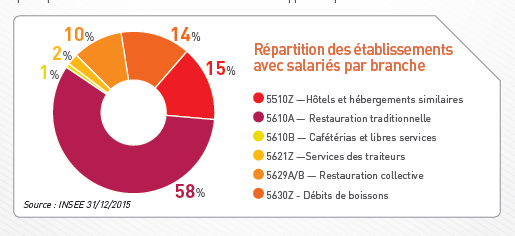 10%
14%
2%
1%
15%
58%
Répartition des établissements
avec salariés par branche
5510Z —Hôtels et hébergements similaires
5610A — Restauration traditionnelle
5610B — Cafétérias et libres services
5621Z —Services des traiteurs
5629A/B — Restauration collective
5630Z - Débits de boissons
Source : INSEE 31/12/2015